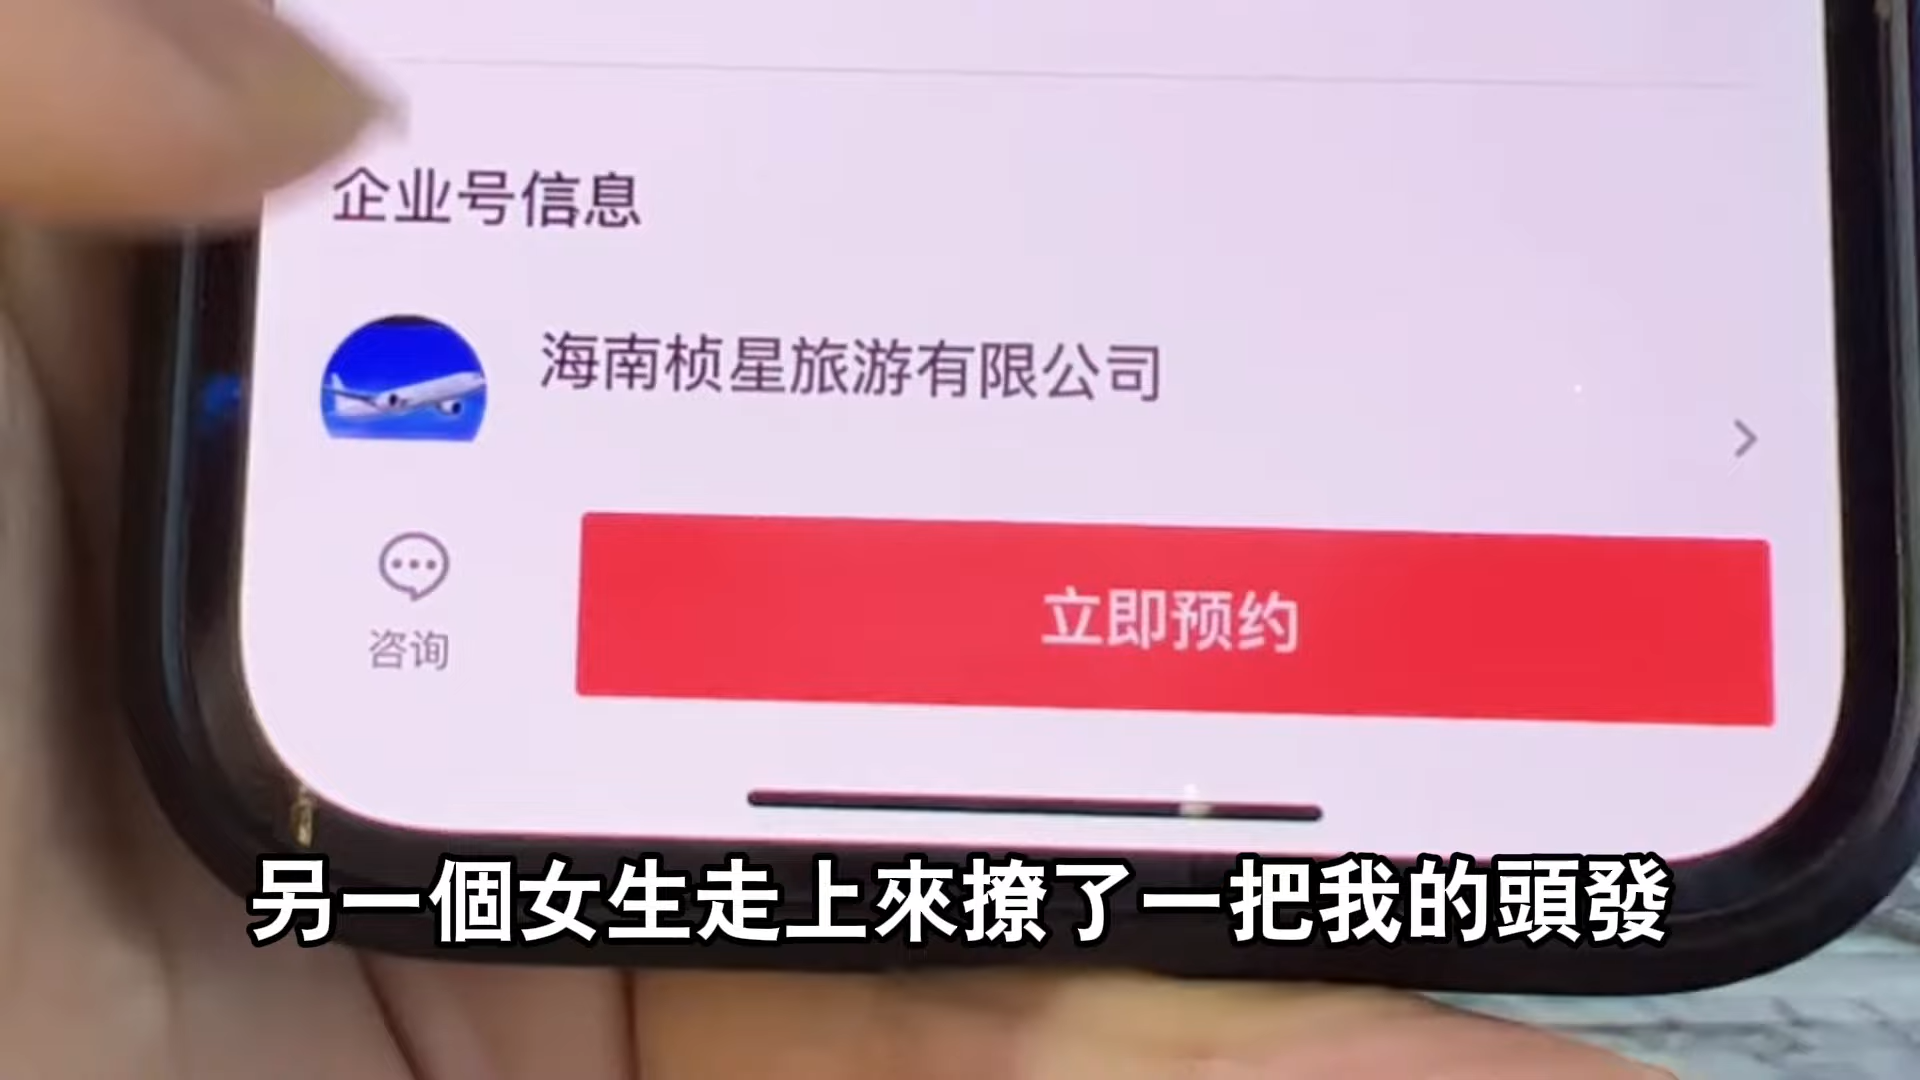 企业号信息
海南桢星旅游有限公司
咨询
立即预约
另一個女生走上來撩了一把我的頭發